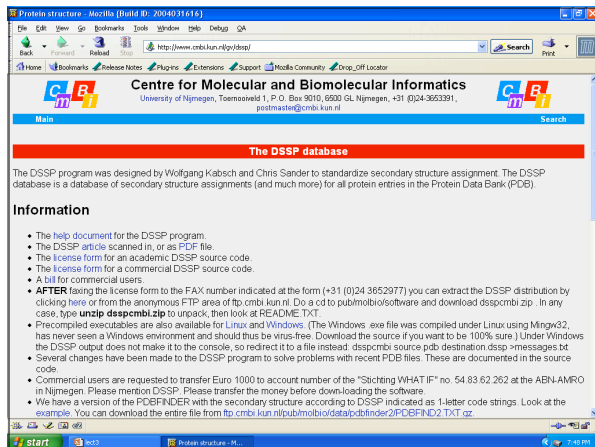 Protein structure - Mozilla {Build ID: 2004031616}
File Edit View Go Bookmarks Tools Window Help Debug QA
Back Forward Reload Stop http://www.cmbi.kun.nl/gv/dssp/ Search Print
Home Bookmarks Release Notes Plug-ins Extensions Support Mozilla Community Drop_Off Locator
CmBi Centre for Molecular and Biomolecular Informatics CmBi
University of Nijmegen, Toernooiveld 1, P.O. Box 9010, 6500 GL Nijmegen, +31 (0)24-3653391,
postmaster@cmbi.kun.nl
Main Search
The DSSP database
The DSSP program was designed by Wolfgang Kabsch and Chris Sander to standardize secondary structure assignment. The DSSP
database is a database of secondary structure assignments (and much more) for all protein entries in the Protein Data Bank (PDB).
Information
The help document for the DSSP program.
The DSSP article scanned in, or as PDF file.
The license form for an academic DSSP source code.
The license form for a commercial DSSP source code.
A bill for commercial users.
AFTER faxing the license form to the FAX number indicated at the form (+31 (0)24 3652977) you can extract the DSSP distribution by
clicking here or from the anonymous FTP area of ftp.cmbi.kun.nl. Do a cd to pub/molbio/software and download dsspcmbi.zip . In any
case, type unzip dsspcmbi.zip to unpack, then look at README.TXT.
Precompiled executables are also available for Linux and Windows. (The Windows .exe file was compiled under Linux using Mingw32,
has never seen a Windows environment and should thus be virus-free. Download the source if you want to be 100% sure.) Under Windows
the DSSP output does not make it to the console, so redirect it to a file instead: dsspcmbi source.pdb destination.dssp >messages.txt
Several changes have been made to the DSSP program to solve problems with recent PDB files. These are documented in the source
code.
Commercial users are requested to transfer Euro 1000 to account number of the "Stichting WHAT IF" no. 54.83.62.262 at the ABN-AMRO
in Nijmegen. Please mention DSSP. Please transfer the money before down-loading the software.
We have a version of the PDBFINDER with the secondary structure according to DSSP indicated as 1-letter code strings. Look at the
example. You can download the entire file from ftp.cmbi.kun.nl/pub/molbio/data/pdbfinder2/PDBFIND2.TXT.gz.
start lect3 Protein structure - M... 7:48 PM